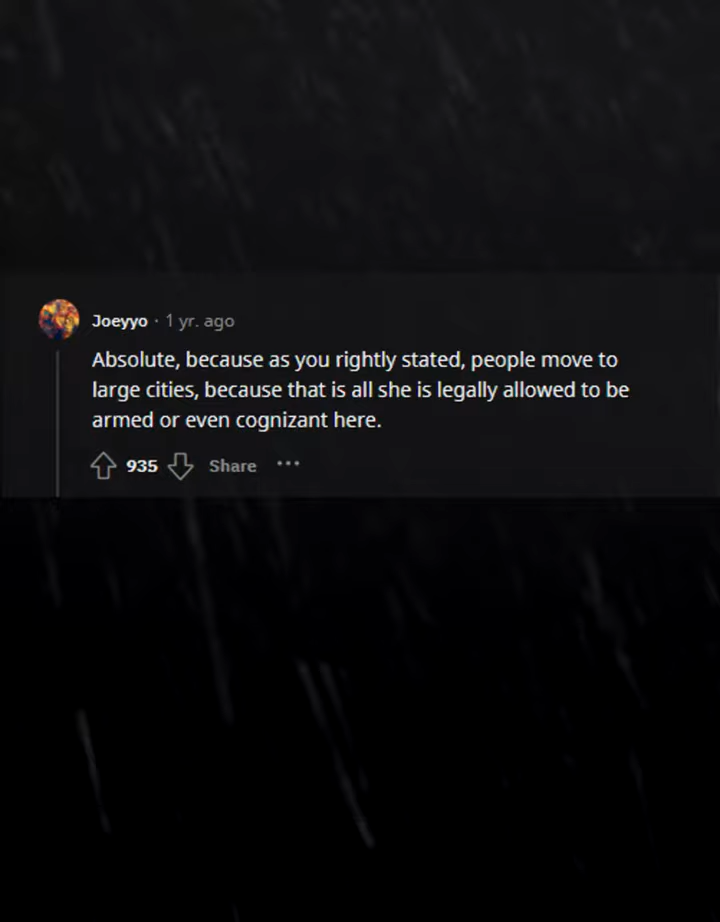 Joeyyo · 1 yr. ago
Absolute, because as you rightly stated, people move to
large cities, because that is all she is legally allowed to be
armed or even cognizant here.
935 Share ···